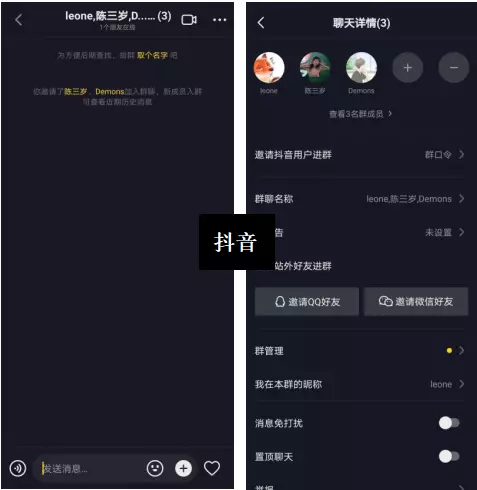 leone,陈三岁,D...... (3)
1个朋友在线
为方便后期查找、给群 取个名字 吧
你邀请了陈三岁、Demons加入群聊，新成员入群
可查看近期历史消息
发送消息...
抖音
聊天详情(3)
leone
陈三岁
Demons
查看3名群成员
邀请抖音用户进群
群口令
群聊名称
leone,陈三岁,Demons
告
未设置
站外好友进群
邀请QQ好友
邀请微信好友
群管理
我在本群的昵称
leone
消息免打扰
置顶聊天